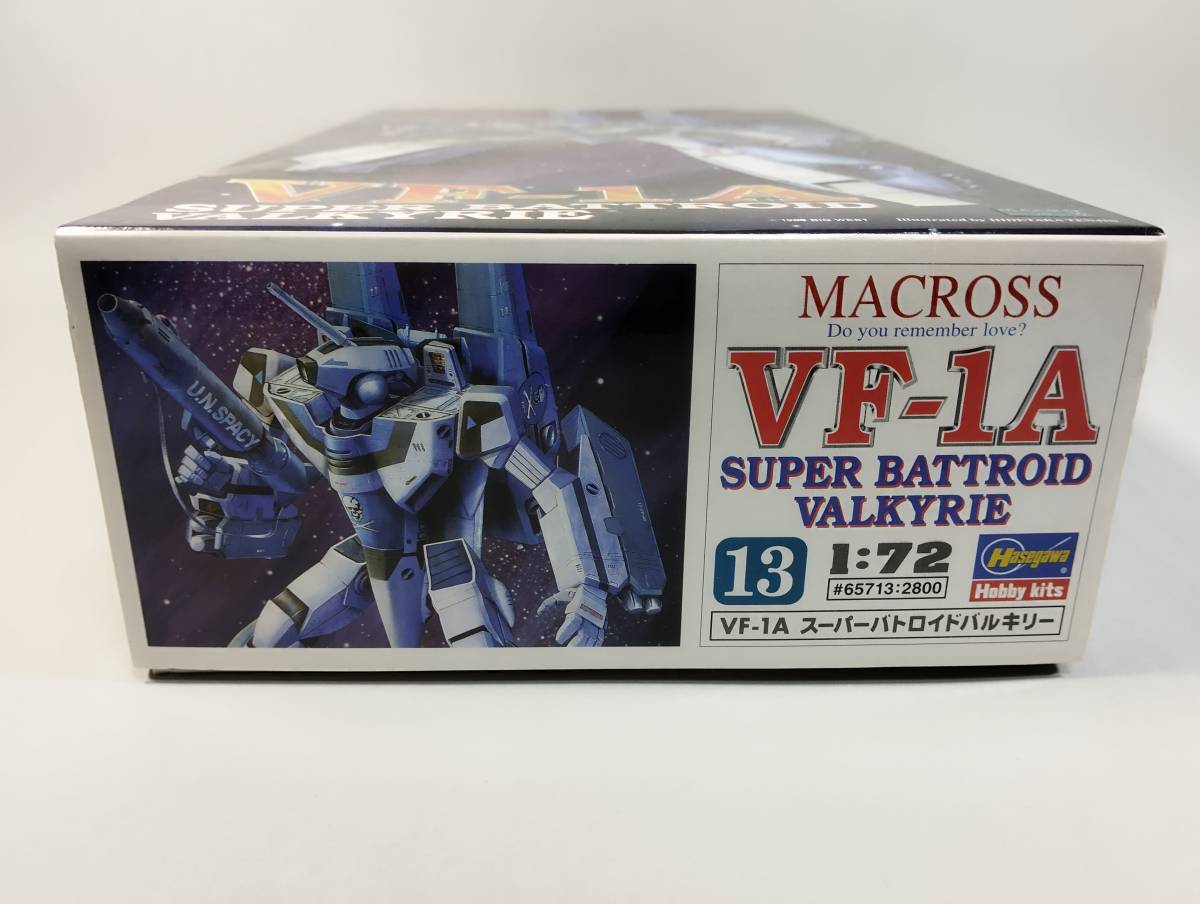 VF-1A
SUPER BATTROID
VALKYRIE
BIG WEST
Illustrated by
U.N.SPACY
MACROSS
Do you remember love?
VF-1A
SUPER BATTROID
VALKYRIE
13
1:72
#65713:2800
Hasegawa
Hobby kits
VF-1A スーパーバトロイドバルキリー